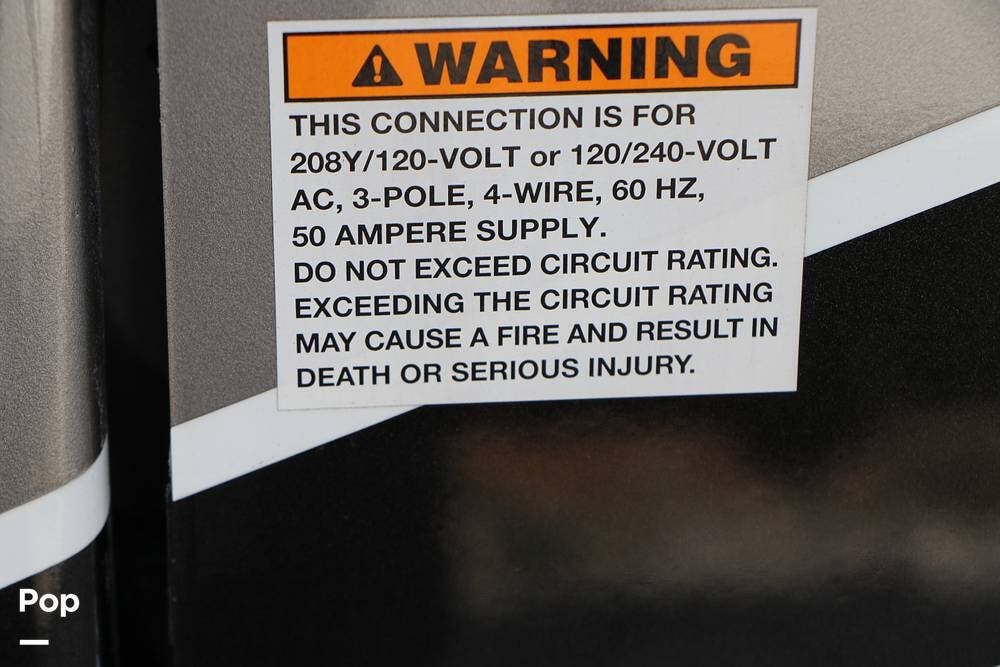 WARNING
THIS CONNECTION IS FOR
208Y/120-VOLT or 120/240-VOLT
AC, 3-POLE, 4-WIRE, 60 HZ,
50 AMPERE SUPPLY.
DO NOT EXCEED CIRCUIT RATING.
EXCEEDING THE CIRCUIT RATING
MAY CAUSE A FIRE AND RESULT IN
DEATH OR SERIOUS INJURY.
Pop